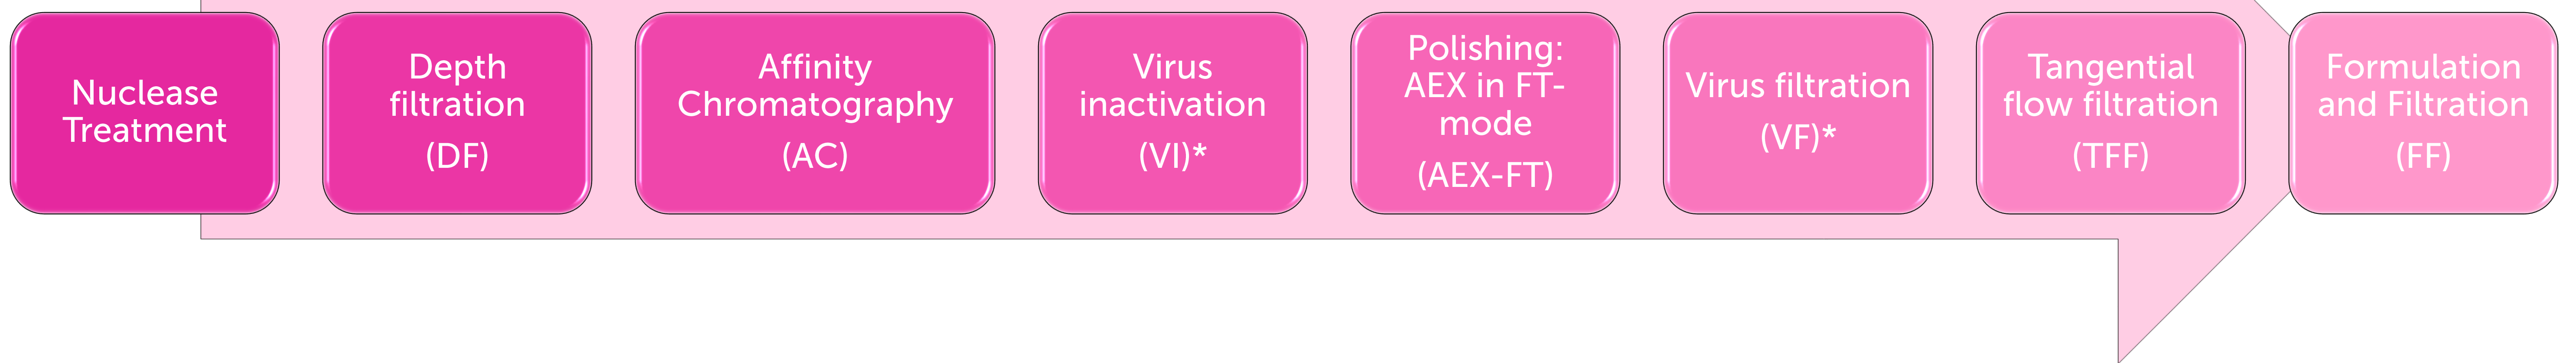 Nuclease
Treatment
Depth
filtration
(DF)
Affinity
Chromatography
(AC)
Virus
inactivation
(VI)*
Polishing:
AEX in FT-
mode
(AEX-FT)
Virus filtration
(VF)*
Tangential
flow filtration
(TFF)
Formulation
and Filtration
(FF)